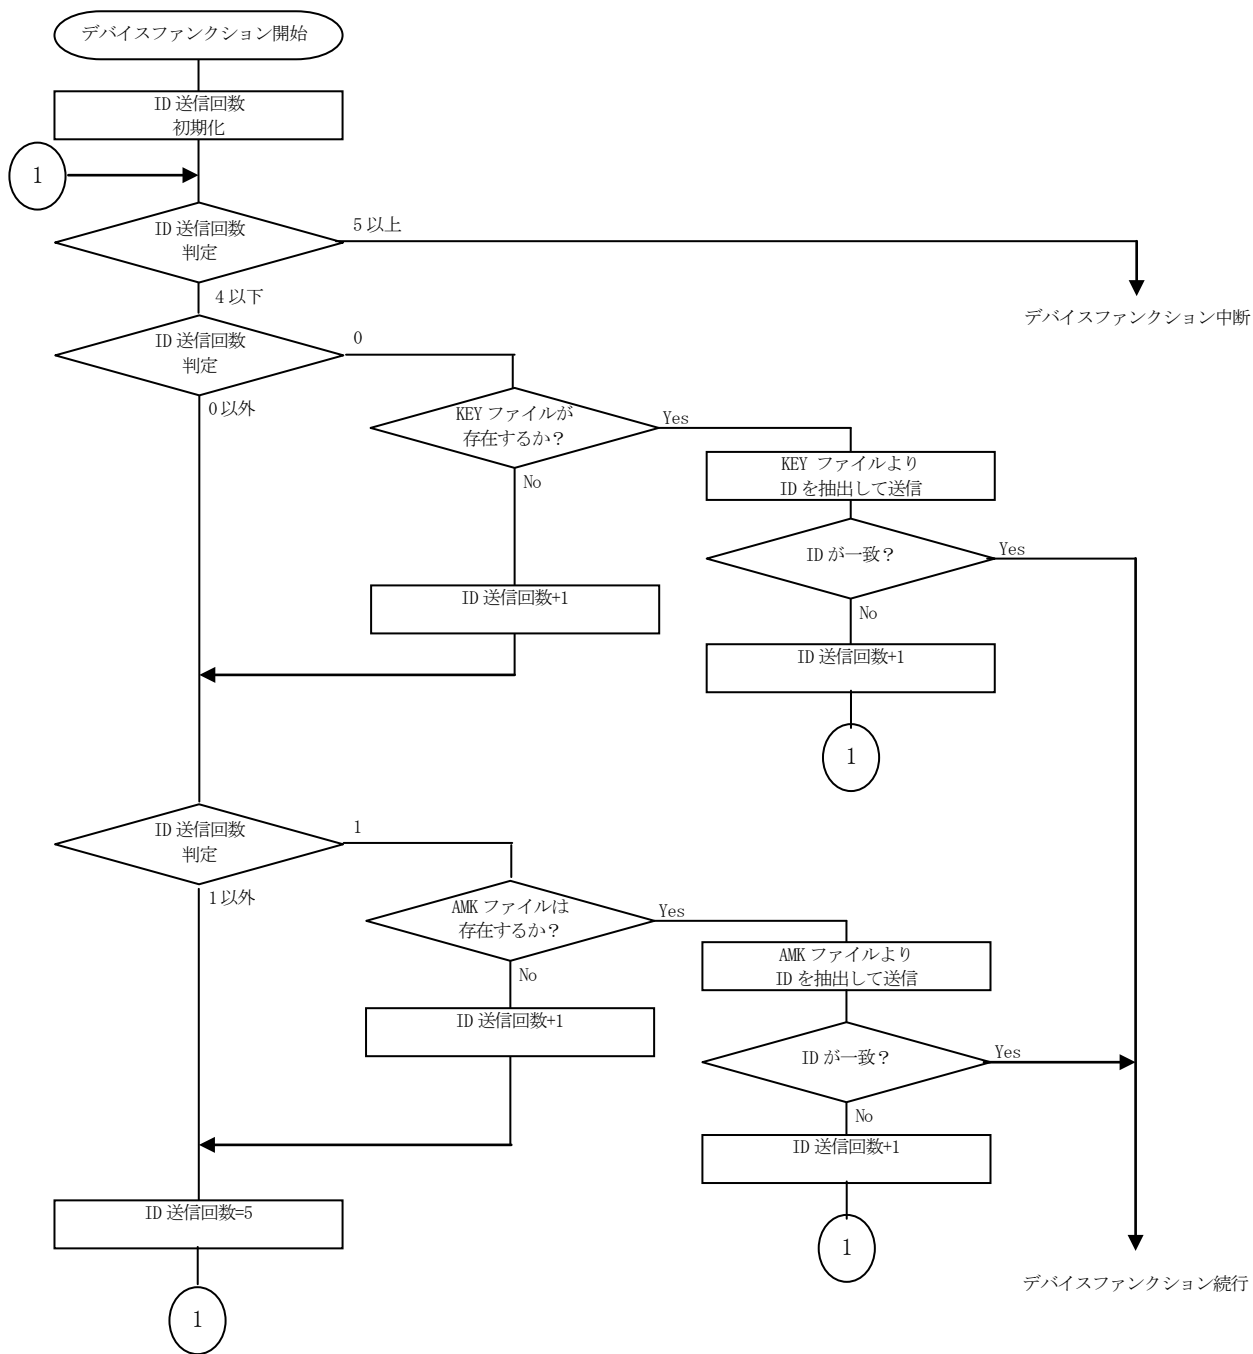 デバイスファンクション開始
ID 送信回数
初期化
1
ID 送信回数
判定
5 以上
4 以下
デバイスファンクション中断
ID 送信回数
判定
0
0 以外
KEY ファイルが
存在するか？
Yes
No
KEY ファイルより
ID を抽出して送信
ID が一致？
Yes
No
ID 送信回数+1
ID 送信回数+1
1
ID 送信回数
判定
1
1 以外
AMK ファイルは
存在するか？
Yes
No
AMK ファイルより
ID を抽出して送信
ID 送信回数+1
ID が一致？
Yes
No
ID 送信回数+1
ID 送信回数=5
1
デバイスファンクション続行
1